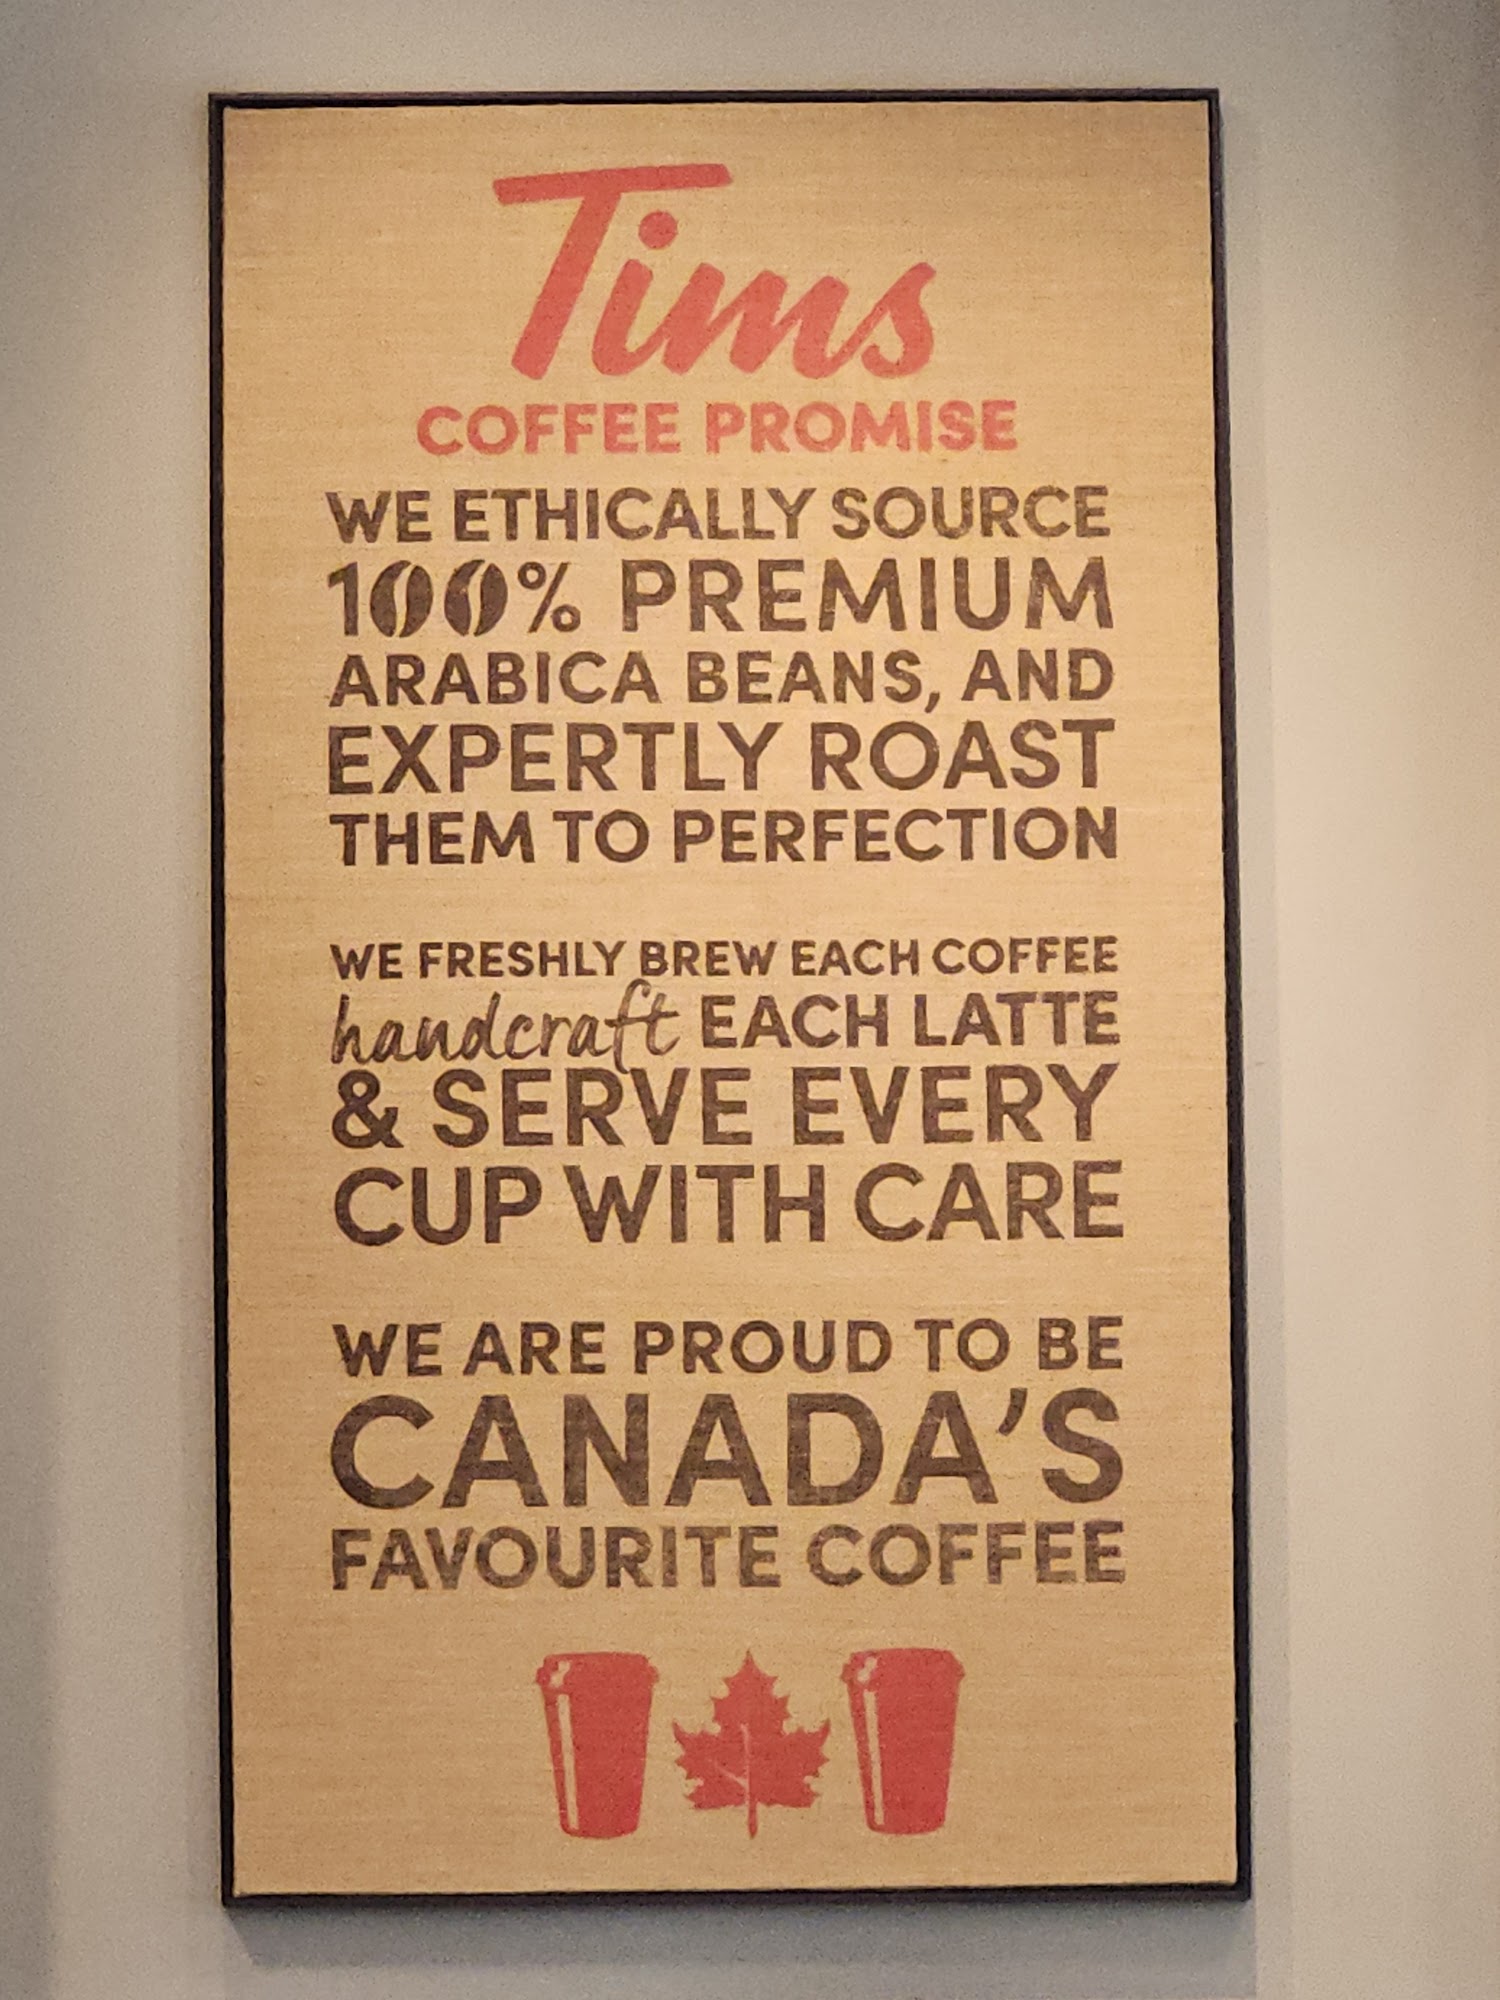 Tims
COFFEE PROMISE
WE ETHICALLY SOURCE
100% PREMIUM
ARABICA BEANS, AND
EXPERTLY ROAST
THEM TO PERFECTION
WE FRESHLY BREW EACH COFFEE
handcraft EACH LATTE
& SERVE EVERY
CUP WITH CARE
WE ARE PROUD TO BE
CANADA'S
FAVOURITE COFFEE